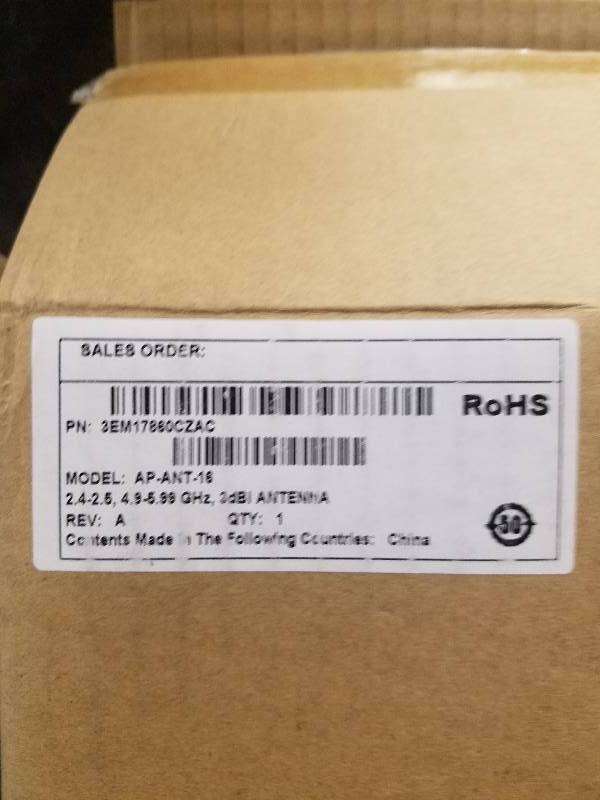 SALES ORDER:
RoHS
PN: 3EM17860CZAC
MODEL: AP-ANT-16
2.4-2.5, 4.9-5.99 GHz, 3dBi ANTENNA
REV: A QTY: 1
Contents Made In The Following Countries: China
50